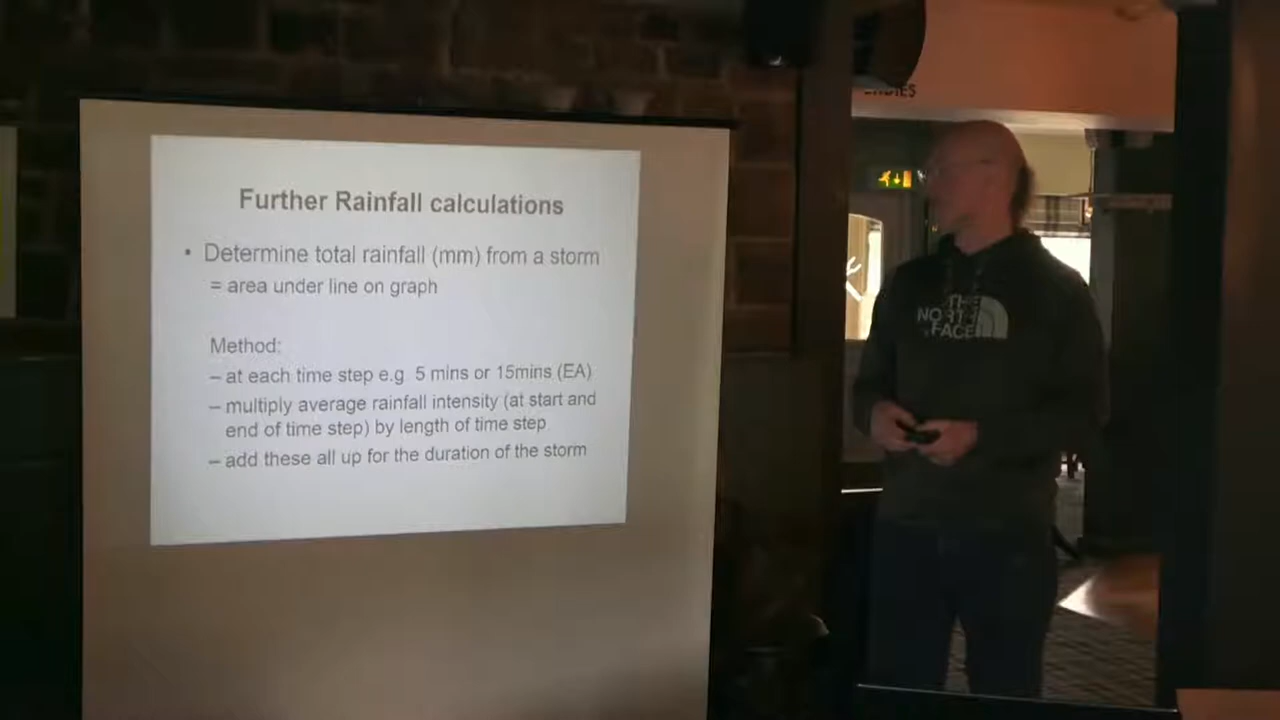 Further Rainfall calculations
• Determine total rainfall (mm) from a storm
= area under line on graph
Method:
– at each time step e.g 5 mins or 15mins (EA)
– multiply average rainfall intensity (at start and
end of time step) by length of time step
– add these all up for the duration of the storm
THE
NORTH
FACE